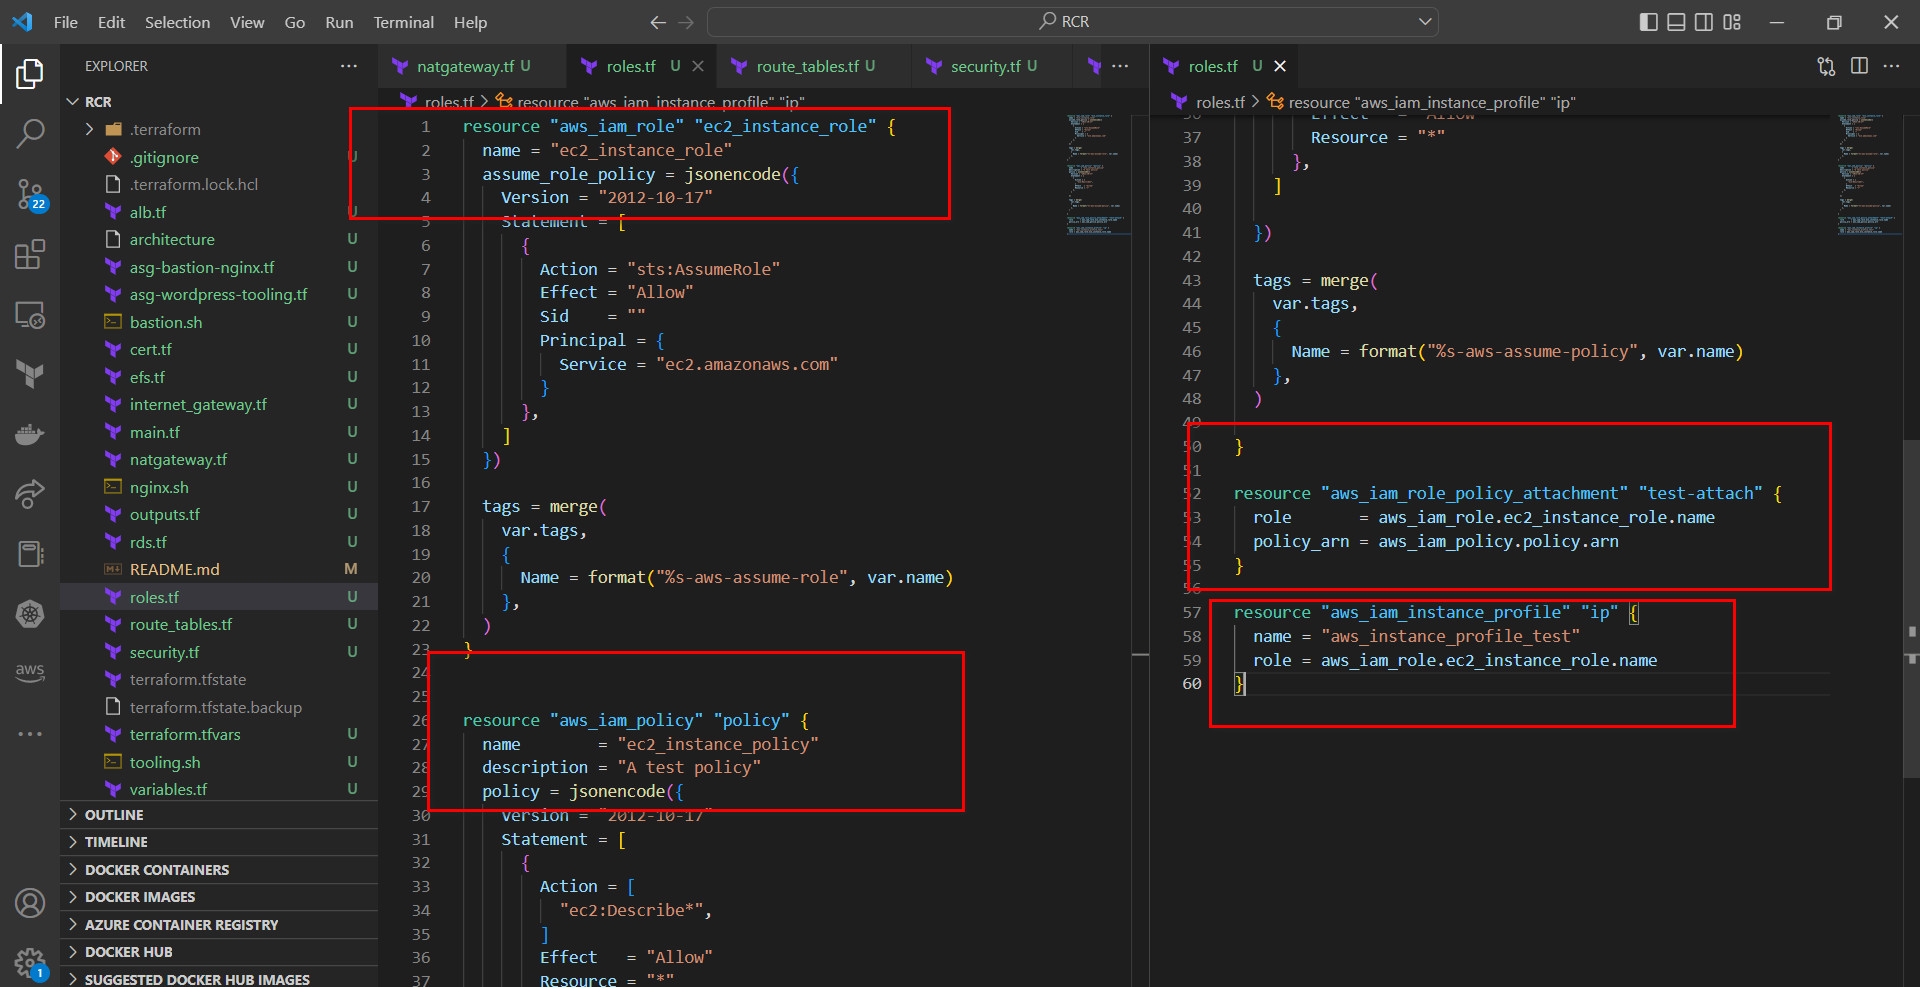 File Edit Selection View Go Run Terminal Help
RCR
EXPLORER
RCR
.terraform
.gitignore U
.terraform.lock.hcl
alb.tf U
architecture U
asg-bastion-nginx.tf U
asg-wordpress-tooling.tf U
bastion.sh U
cert.tf U
efs.tf U
internet_gateway.tf U
main.tf U
natgateway.tf U
nginx.sh U
outputs.tf U
rds.tf U
README.md M
roles.tf U
route_tables.tf U
security.tf U
terraform.tfstate
terraform.tfstate.backup
terraform.tfvars U
tooling.sh U
variables.tf U
OUTLINE
TIMELINE
DOCKER CONTAINERS
DOCKER IMAGES
AZURE CONTAINER REGISTRY
DOCKER HUB
SUGGESTED DOCKER HUB IMAGES
22
aws
1
natgateway.tf U roles.tf U route_tables.tf U security.tf U
roles.tf > resource "aws_iam_instance_profile" "ip"
1 resource "aws_iam_role" "ec2_instance_role" {
2 name = "ec2_instance_role"
3 assume_role_policy = jsonencode({
4 Version = "2012-10-17"
5 Statement = [
6 {
7 Action = "sts:AssumeRole"
8 Effect = "Allow"
9 Sid = ""
10 Principal = {
11 Service = "ec2.amazonaws.com"
12 }
13 },
14 ]
15 })
16
17 tags = merge(
18 var.tags,
19 {
20 Name = format("%s-aws-assume-role", var.name)
21 },
22 )
23 }
24
25
26 resource "aws_iam_policy" "policy" {
27 name = "ec2_instance_policy"
28 description = "A test policy"
29 policy = jsonencode({
30 Version = "2012-10-17"
31 Statement = [
32 {
33 Action = [
34 "ec2:Describe*",
35 ]
36 Effect = "Allow"
37 Resource = "*"
roles.tf U
roles.tf > resource "aws_iam_instance_profile" "ip"
36 Effect = "Allow"
37 Resource = "*"
38 },
39 ]
40
41 })
42
43 tags = merge(
44 var.tags,
45 {
46 Name = format("%s-aws-assume-policy", var.name)
47 },
48 )
49
50 }
51
52 resource "aws_iam_role_policy_attachment" "test-attach" {
53 role = aws_iam_role.ec2_instance_role.name
54 policy_arn = aws_iam_policy.policy.arn
55 }
56
57 resource "aws_iam_instance_profile" "ip" {
58 name = "aws_instance_profile_test"
59 role = aws_iam_role.ec2_instance_role.name
60 }